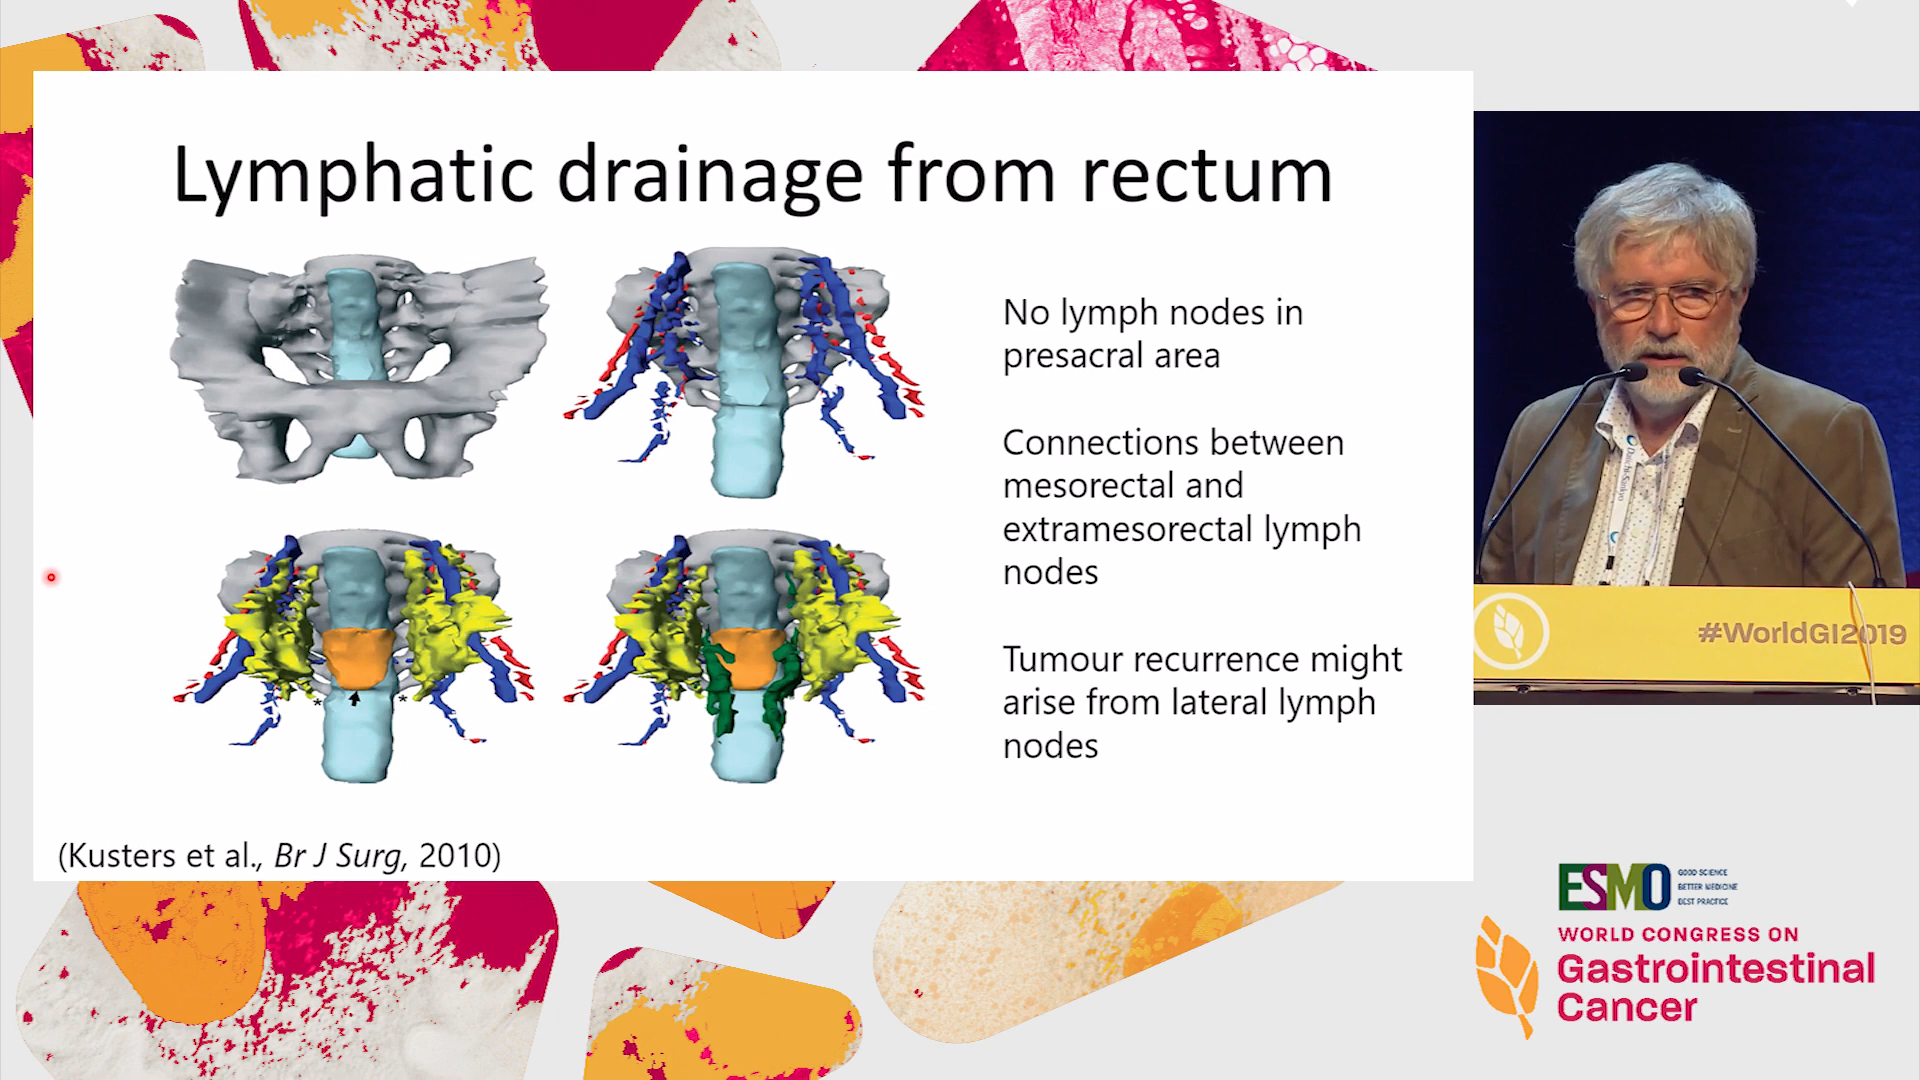 Lymphatic drainage from rectum
No lymph nodes in
presacral area
Connections between
mesorectal and
extramesorectal lymph
nodes
Tumour recurrence might
arise from lateral lymph
nodes
*
*
(Kusters et al., Br J Surg, 2010)
Daiichi-Sankyo
#WorldGI2019
ESMO
GOOD SCIENCE
BETTER MEDICINE
BEST PRACTICE
WORLD CONGRESS ON
Gastrointestinal
Cancer